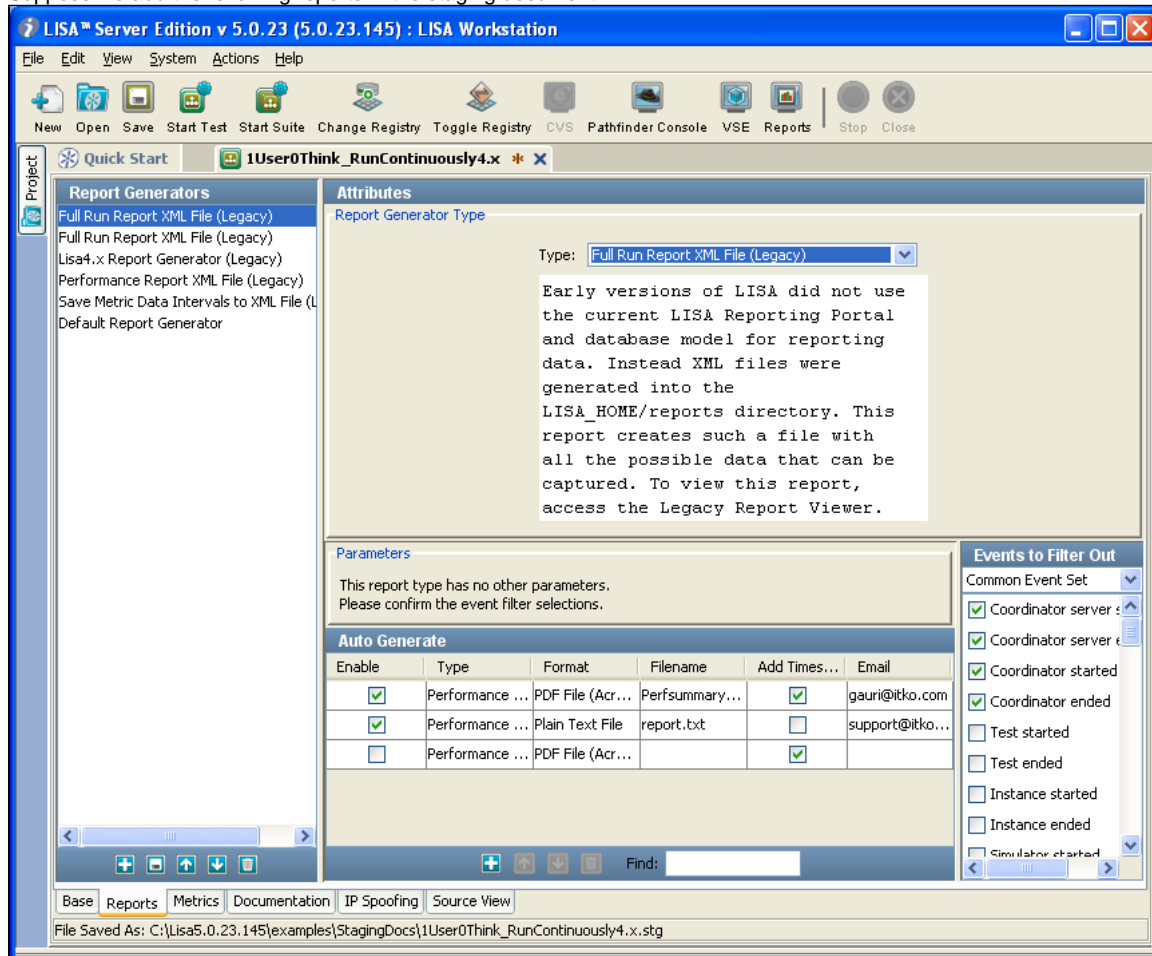 LISA™ Server Edition v 5.0.23 (5.0.23.145) : LISA Workstation
File Edit View System Actions Help
New Open Save Start Test Start Suite Change Registry Toggle Registry CVS Pathfinder Console VSE Reports Stop Close
Project
Quick Start 1User0Think_RunContinuously4.x
Report Generators
Full Run Report XML File (Legacy)
Full Run Report XML File (Legacy)
Lisa4.x Report Generator (Legacy)
Performance Report XML File (Legacy)
Save Metric Data Intervals to XML File (L
Default Report Generator
Attributes
Report Generator Type
Type: Full Run Report XML File (Legacy)
Early versions of LISA did not use
the current LISA Reporting Portal
and database model for reporting
data. Instead XML files were
generated into the
LISA_HOME/reports directory. This
report creates such a file with
all the possible data that can be
captured. To view this report,
access the Legacy Report Viewer.
Parameters
This report type has no other parameters.
Please confirm the event filter selections.
Auto Generate
Enable Type Format Filename Add Times... Email
Performance ... PDF File (Acr... Perfsummary... gauri@itko.com
Performance ... Plain Text File report.txt support@itko...
Performance ... PDF File (Acr...
Find:
Events to Filter Out
Common Event Set
Coordinator server s
Coordinator server e
Coordinator started
Coordinator ended
Test started
Test ended
Instance started
Instance ended
Simulator started
Base Reports Metrics Documentation IP Spoofing Source View
File Saved As: C:\Lisa5.0.23.145\examples\StagingDocs\1User0Think_RunContinuously4.x.stg